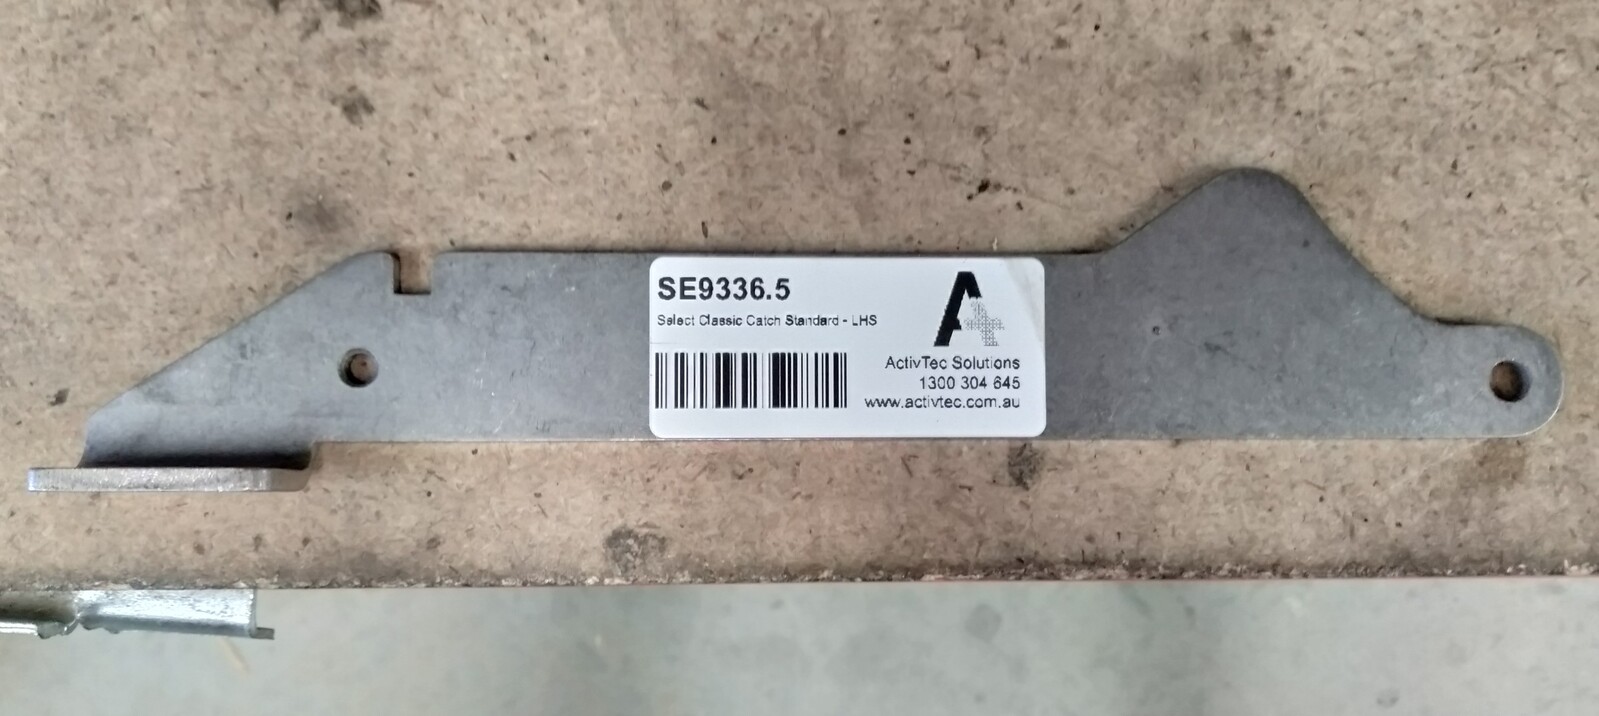 SE9336.5
Select Classic Catch Standard - LHS
ActivTec Solutions
1300 304 645
www.activtec.com.au